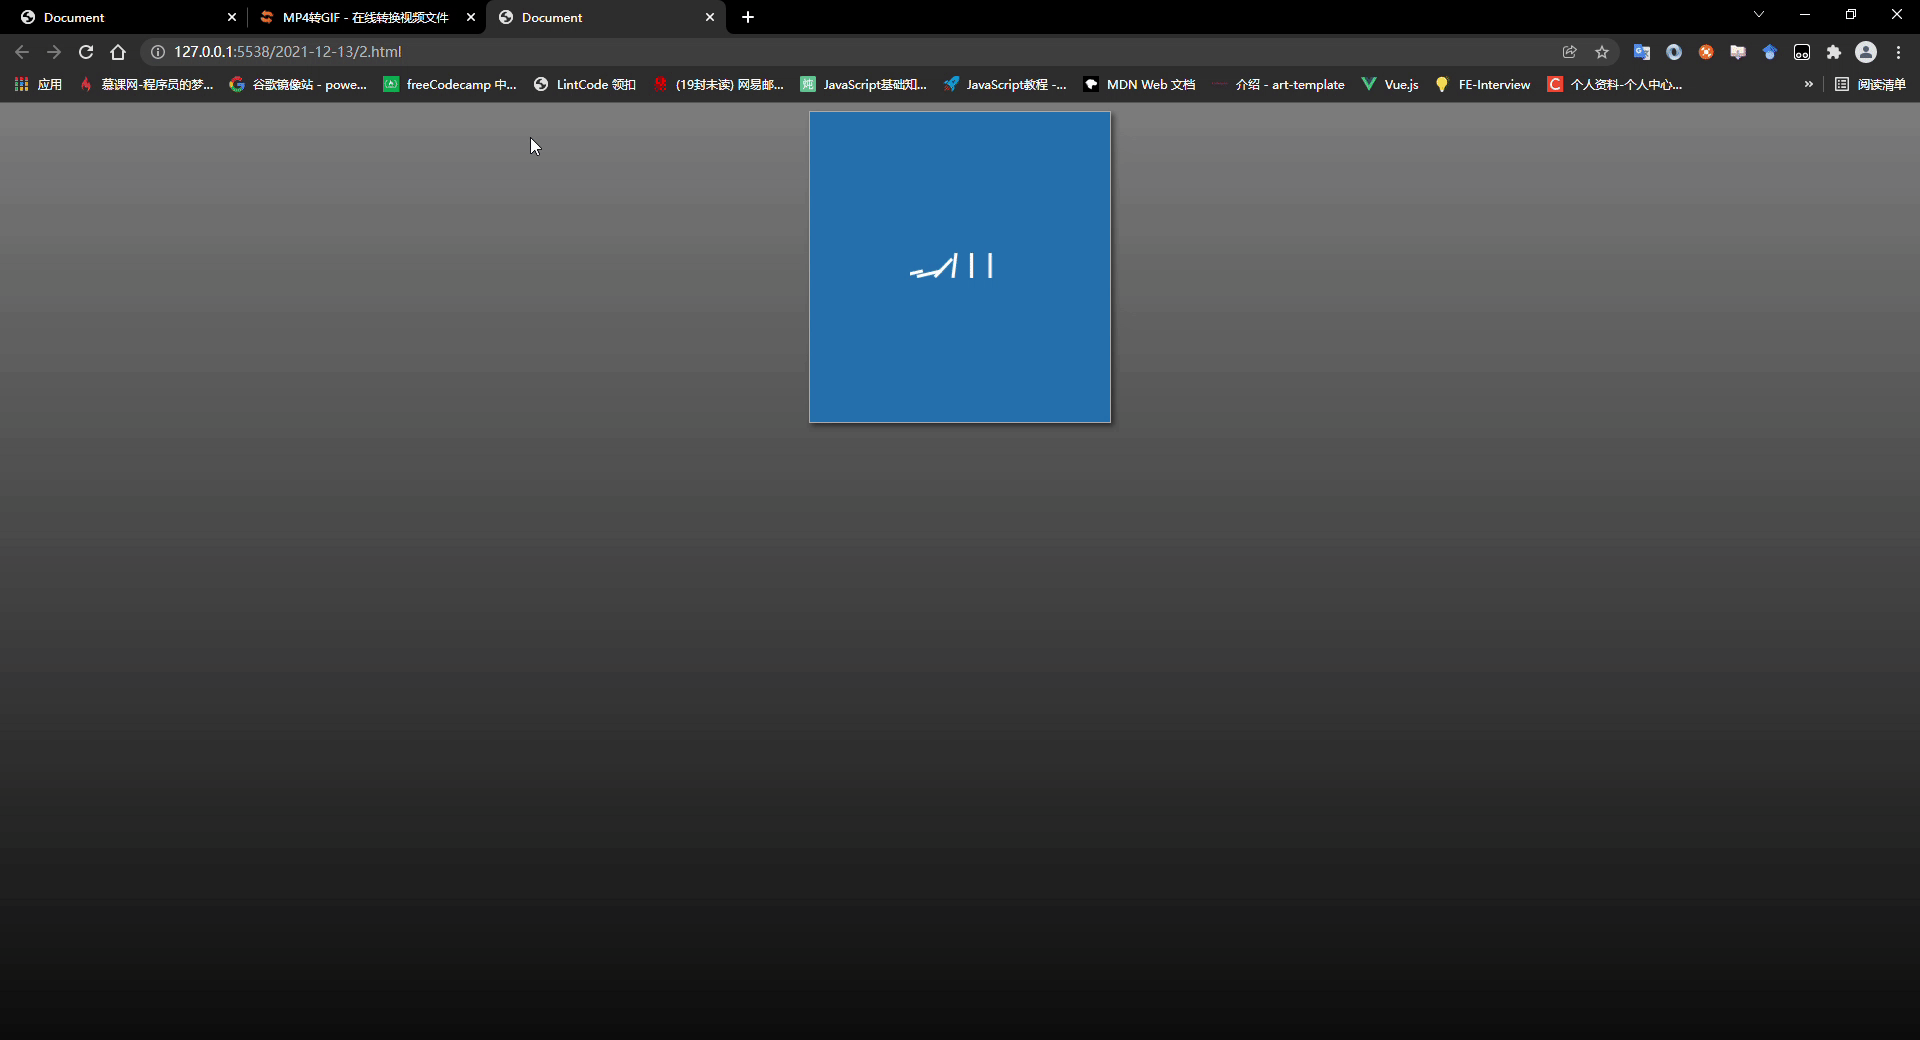 Document
MP4转GIF - 在线转换视频文件
Document
127.0.0.1:5538/2021-12-13/2.html
应用
慕课网-程序员的梦...
谷歌镜像站 - powe...
freeCodecamp 中...
LintCode 领扣
(19封未读) 网易邮...
JavaScript基础知...
JavaScript教程 -...
MDN Web 文档
介绍 - art-template
Vue.js
FE-Interview
个人资料-个人中心...
»
阅读清单